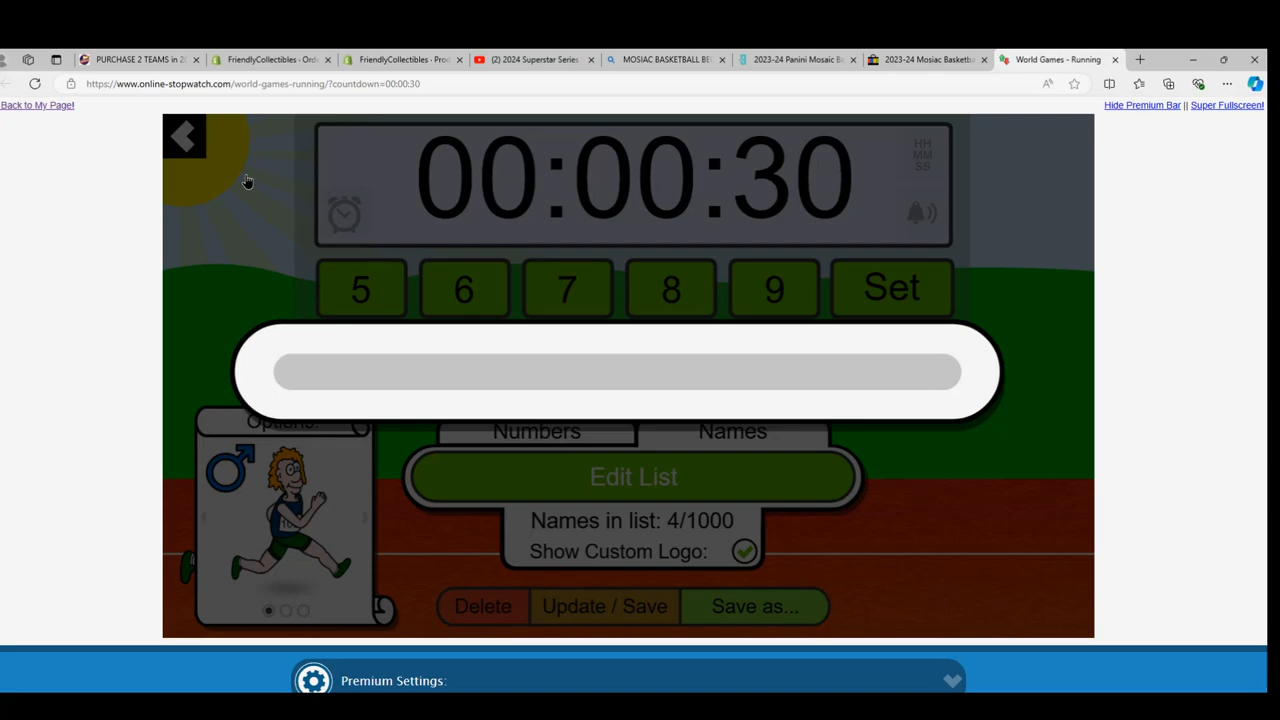 PURCHASE 2 TEAMS in 20
FriendlyCollectibles · Orde
FriendlyCollectibles · Prod
(2) 2024 Superstar Series
MOSIAC BASKETBALL BE
2023-24 Panini Mosaic Ba
2023-24 Mosiac Basketba
World Games - Running
https://www.online-stopwatch.com/world-games-running/?countdown=00:00:30
Back to My Page!
Hide Premium Bar || Super Fullscreen!
00:00:30
HH
MM
SS
5 6 7 8 9 Set
Options:
Numbers Names
Edit List
Names in list: 4/1000
Show Custom Logo:
Delete Update / Save Save as...
Premium Settings: